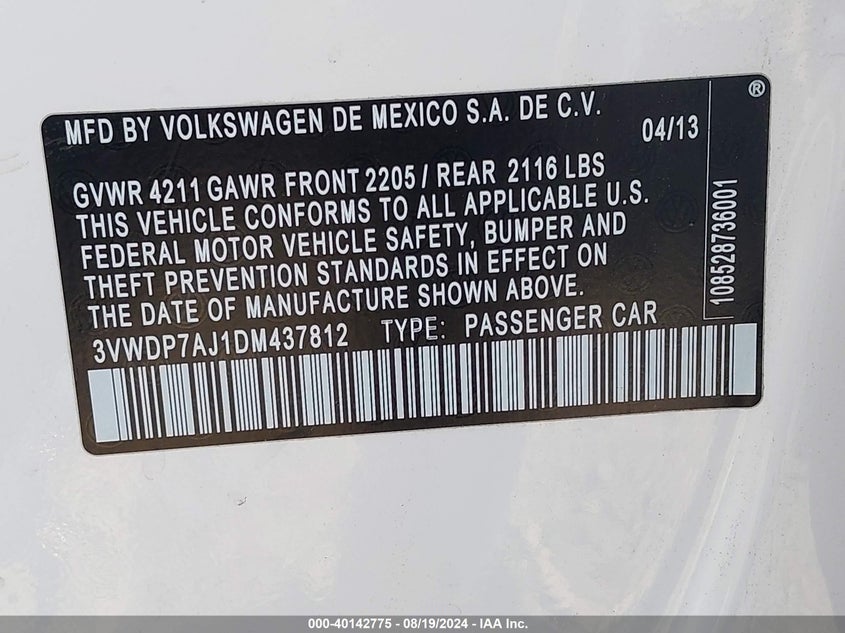 MFD BY VOLKSWAGEN DE MEXICO S.A. DE C.V.
04/13
®
GVWR 4211 GAWR FRONT 2205 / REAR 2116 LBS
THIS VEHICLE CONFORMS TO ALL APPLICABLE U.S.
FEDERAL MOTOR VEHICLE SAFETY, BUMPER AND
THEFT PREVENTION STANDARDS IN EFFECT ON
THE DATE OF MANUFACTURE SHOWN ABOVE.
3VWDP7AJ1DM437812 TYPE: PASSENGER CAR
108528736001
000-40142775 - 08/19/2024 - IAA Inc.